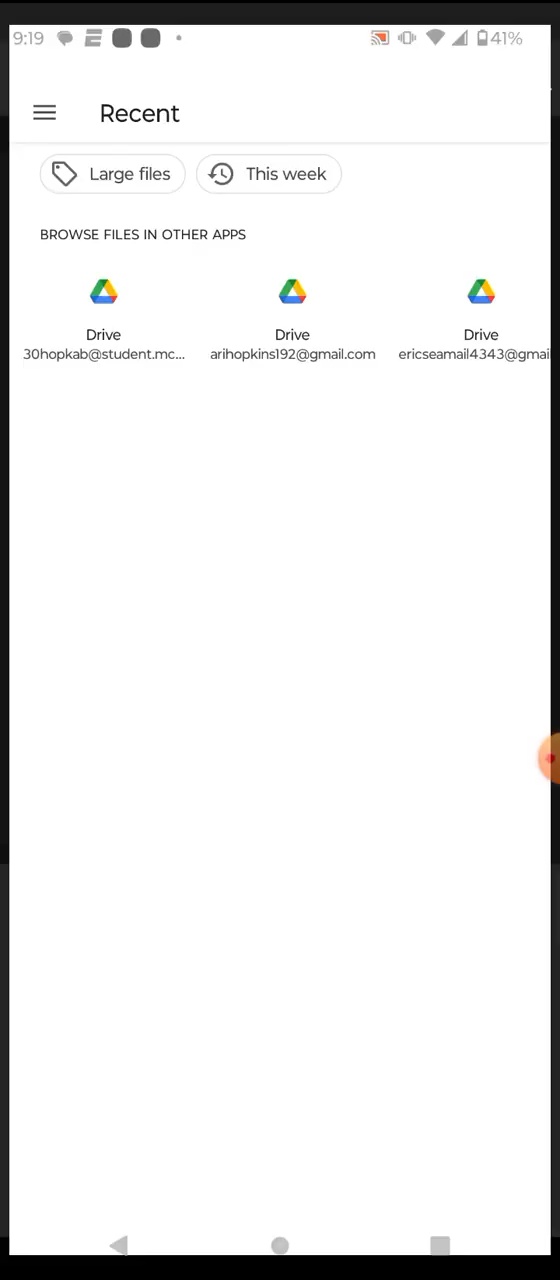 9:19 41%
Recent
Large files This week
BROWSE FILES IN OTHER APPS
Drive Drive Drive
30hopkab@student.mc... arihopkins192@gmail.com ericseamail4343@gmai